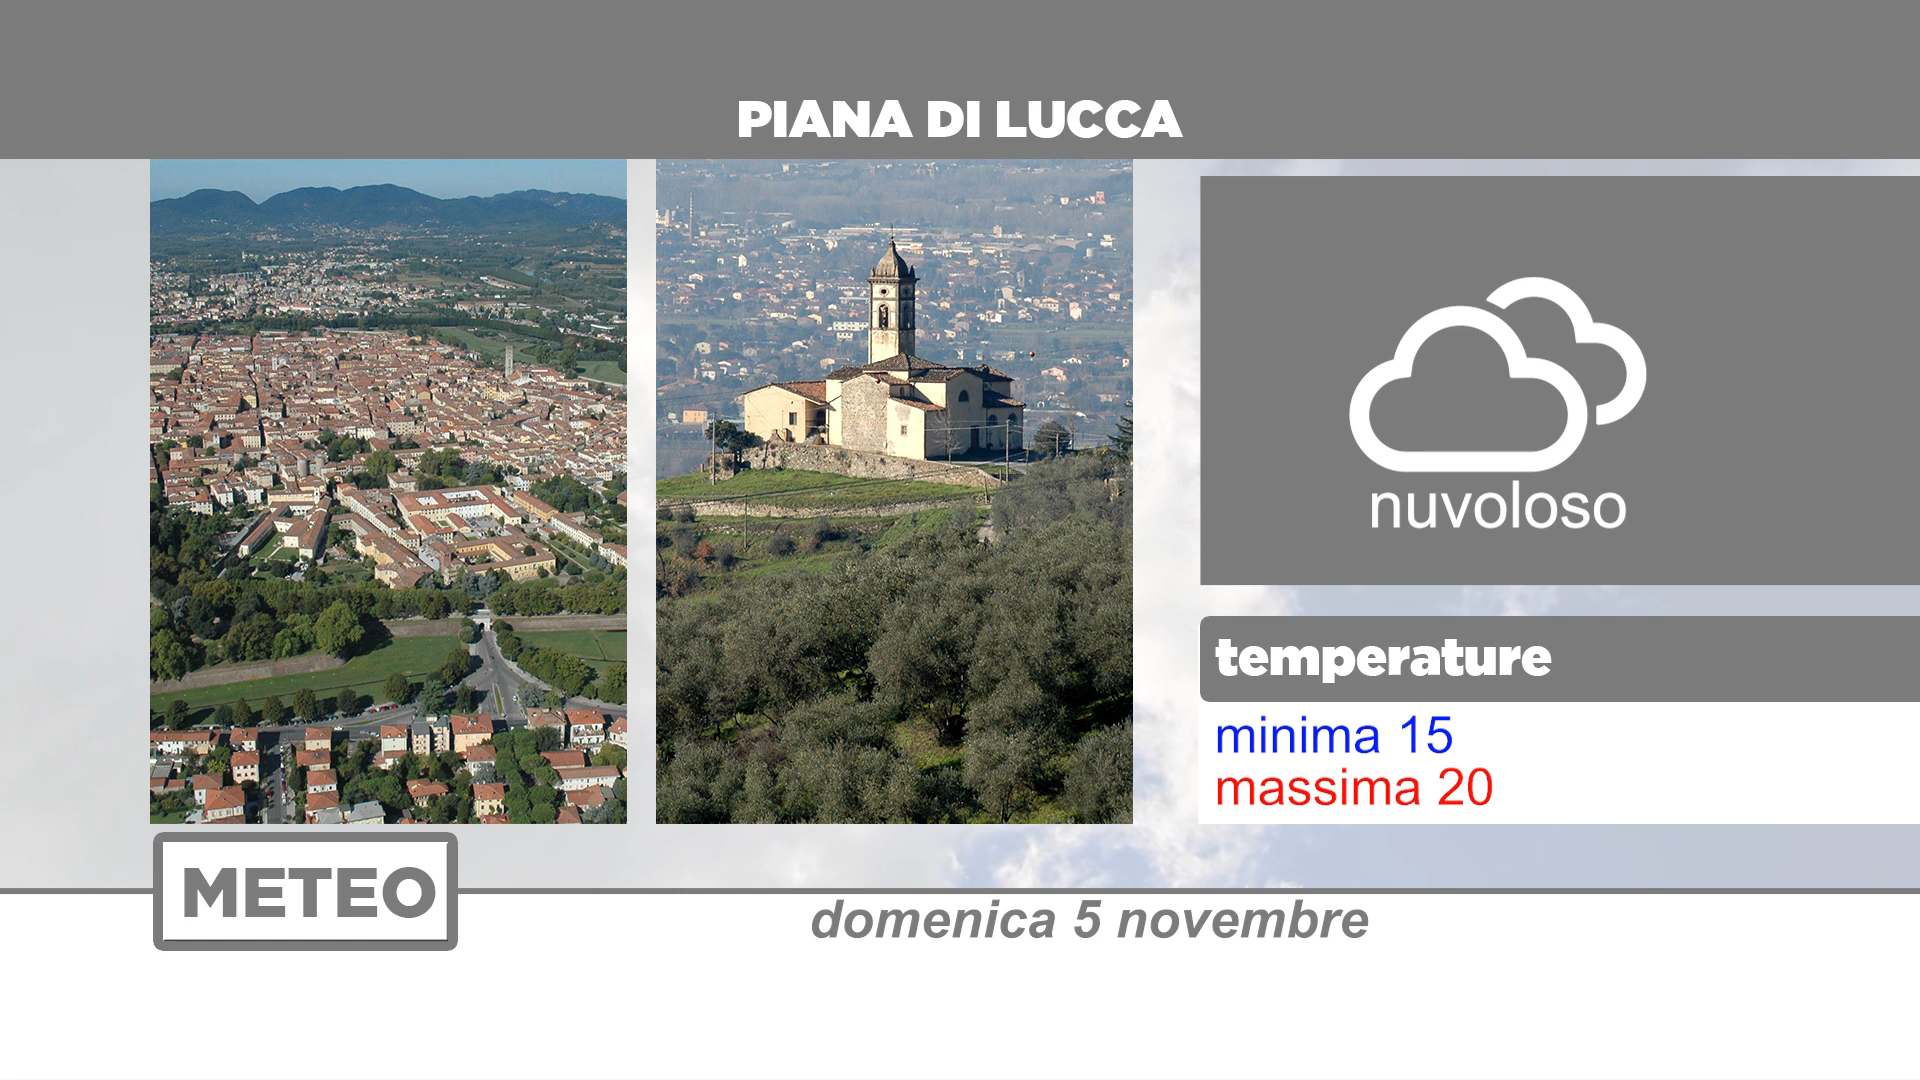 PIANA DI LUCCA
nuvoloso
temperature
minima 15
massima 20
METEO
domenica 5 novembre